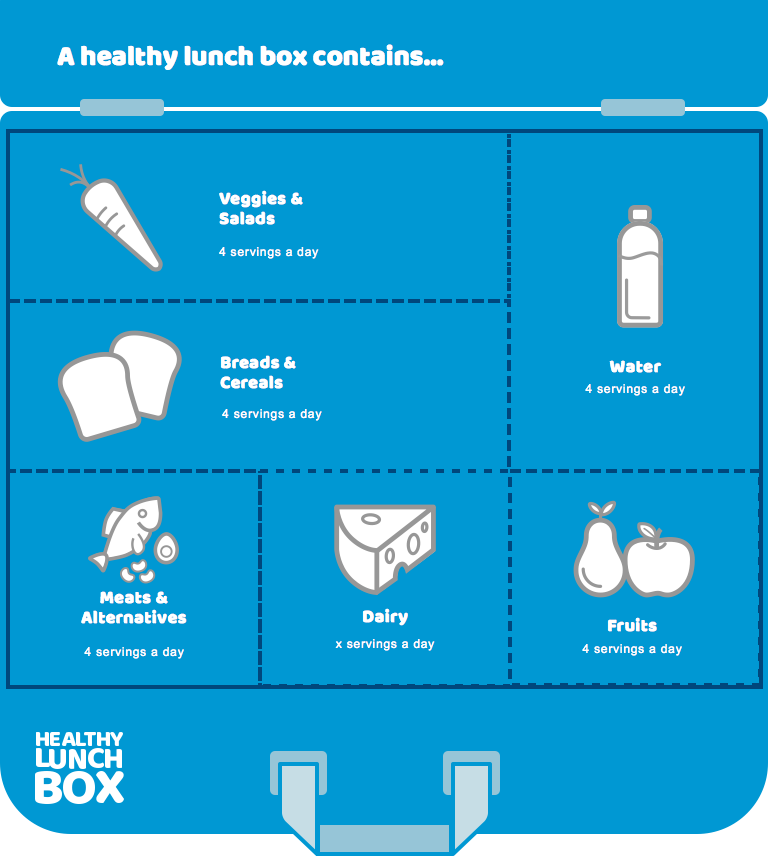 A healthy lunch box contains...
Veggies &
Salads
4 servings a day
Breads &
Cereals
4 servings a day
Water
4 servings a day
Meats &
Alternatives
4 servings a day
Dairy
x servings a day
Fruits
4 servings a day
HEALTHY
LUNCH
BOX